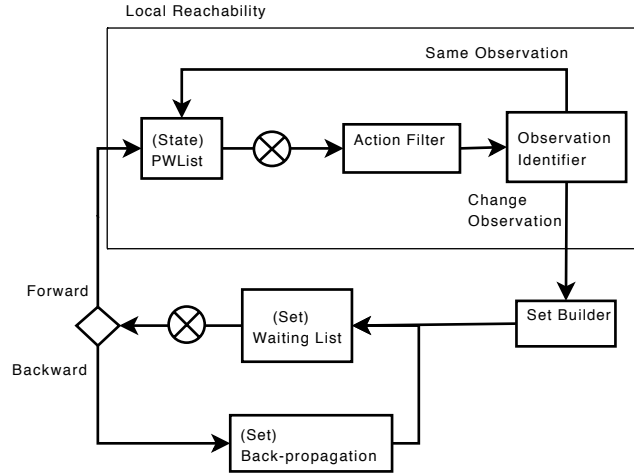 Local Reachability
Same Observation
(State)
PWList
Action Filter
Observation
Identifier
Change
Observation
Forward
(Set)
Waiting List
Set Builder
Backward
(Set)
Back-propagation